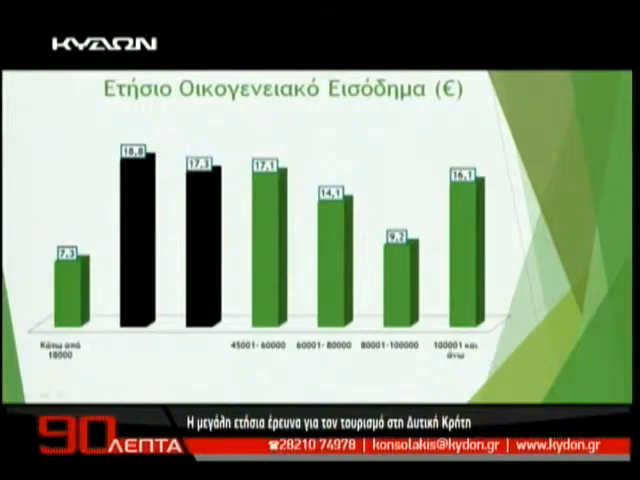 ΚΥΔΩΝ
Ετήσιο Οικογενειακό Εισόδημα (€)
7,3
18,8
17,3
17,1
14,1
9,2
16,1
Κάτω από
18000
45001- 60000
60001- 80000
80001-100000
100001 και
άνω
Η μεγάλη ετήσια έρευνα για τον τουρισμό στη Δυτική Κρήτη
90
ΛΕΠΤΑ
☎28210 74978 | konsolakis@kydon.gr | www.kydon.gr